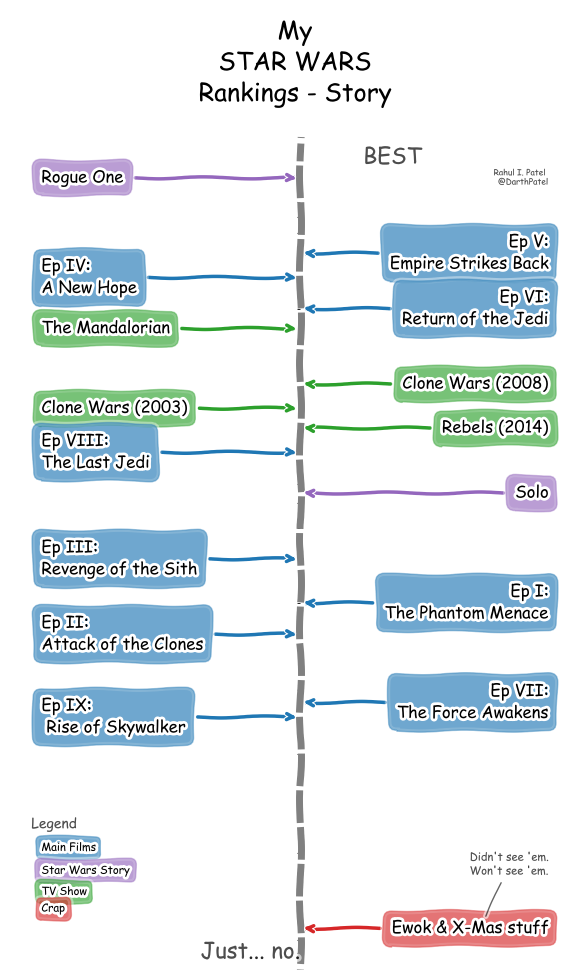 My
STAR WARS
Rankings - Story
BEST
Rahul I. Patel
@DarthPatel
Rogue One
Ep V:
Empire Strikes Back
Ep IV:
A New Hope
Ep VI:
Return of the Jedi
The Mandalorian
Clone Wars (2008)
Clone Wars (2003)
Rebels (2014)
Ep VIII:
The Last Jedi
Solo
Ep III:
Revenge of the Sith
Ep I:
The Phantom Menace
Ep II:
Attack of the Clones
Ep VII:
The Force Awakens
Ep IX:
Rise of Skywalker
Legend
Main Films
Star Wars Story
TV Show
Crap
Didn't see 'em.
Won't see 'em.
Ewok & X-Mas stuff
Just... no.